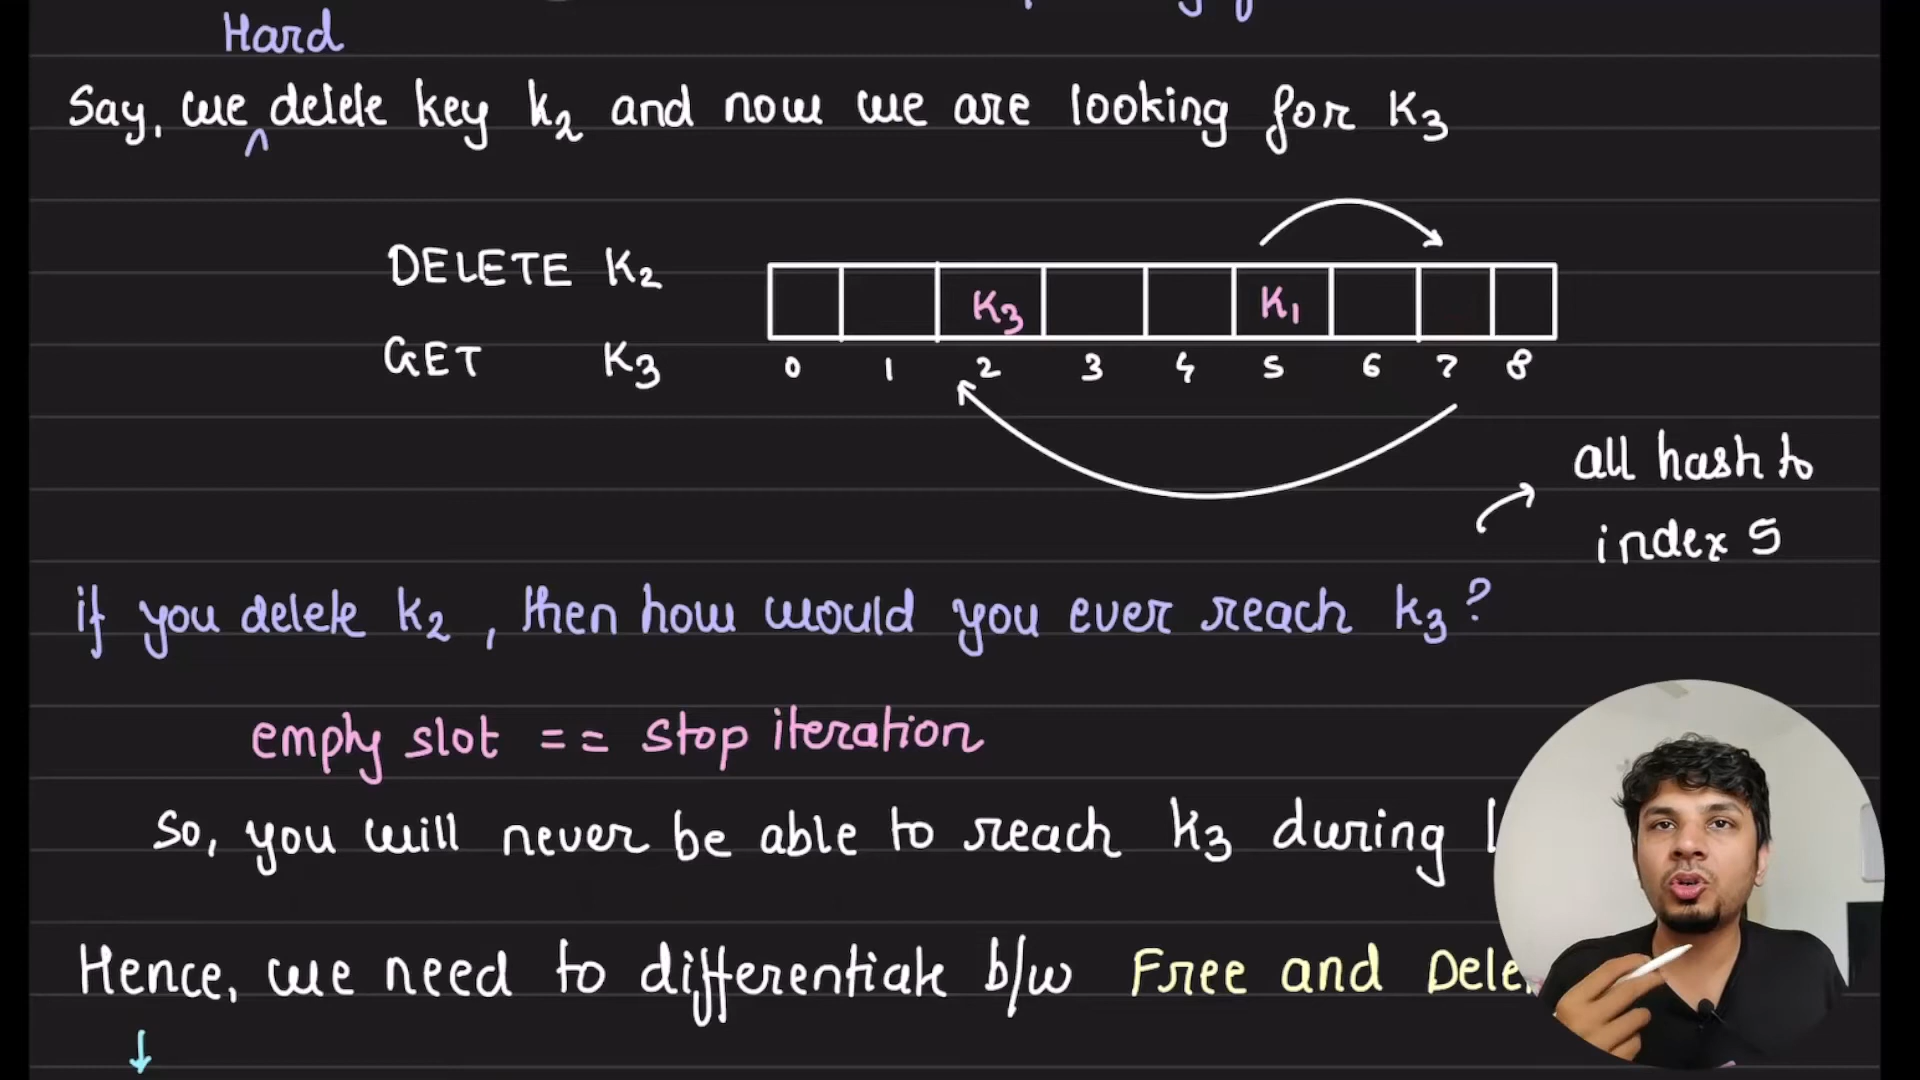 Hard
Say, we ^ delete key k2 and now we are looking for K3
DELETE K2
GET K3
K3 K1
0 1 2 3 4 5 6 7 8
all hash to
index 5
if you delete k2, then how would you ever reach k3?
empty slot == stop iteration
So, you will never be able to reach k3 during
Hence, we need to differentiate b/w Free and